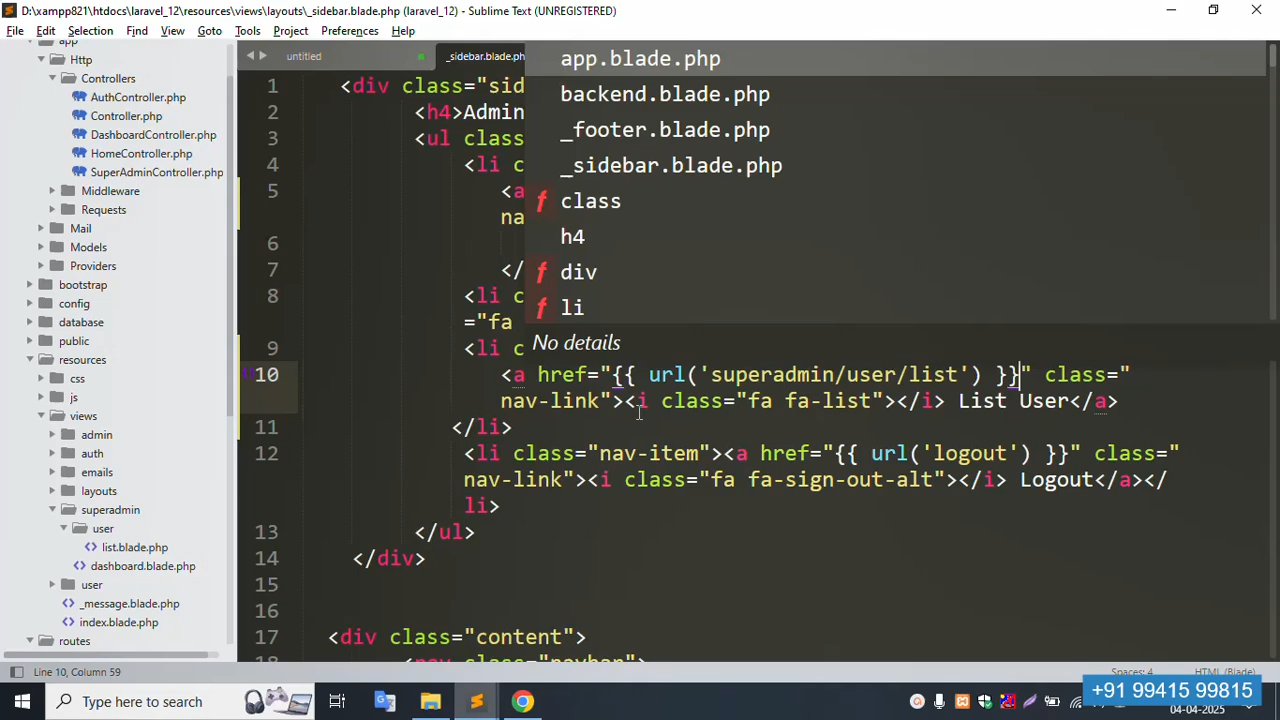 D:\xampp821\htdocs\laravel_12\resources\views\layouts\_sidebar.blade.php (laravel_12) - Sublime Text (UNREGISTERED)
File Edit Selection Find View Goto Tools Project Preferences Help
app
Http
Controllers
AuthController.php
Controller.php
DashboardController.php
HomeController.php
SuperAdminController.php
Middleware
Requests
Mail
Models
Providers
bootstrap
config
database
public
resources
css
js
views
admin
auth
emails
layouts
superadmin
user
list.blade.php
dashboard.blade.php
user
_message.blade.php
index.blade.php
routes
untitled
_sidebar.blade.ph
app.blade.php
backend.blade.php
_footer.blade.php
_sidebar.blade.php
f class
h4
f div
f li
No details
1 <div class="sid
2 <h4>Admin
3 <ul class
4 <li c
5 <a
na
6
7 </
8 <li c
="fa
9 <li c
10 <a href="{{ url('superadmin/user/list') }}" class="
nav-link"><i class="fa fa-list"></i> List User</a>
11 </li>
12 <li class="nav-item"><a href="{{ url('logout') }}" class="
nav-link"><i class="fa fa-sign-out-alt"></i> Logout</a></
li>
13 </ul>
14 </div>
15
16
17 <div class="content">
18 <nav class="navbar">
Line 10, Column 59
Spaces: 4
HTML (Blade)
Type here to search
+91 99415 99815
04-04-2025